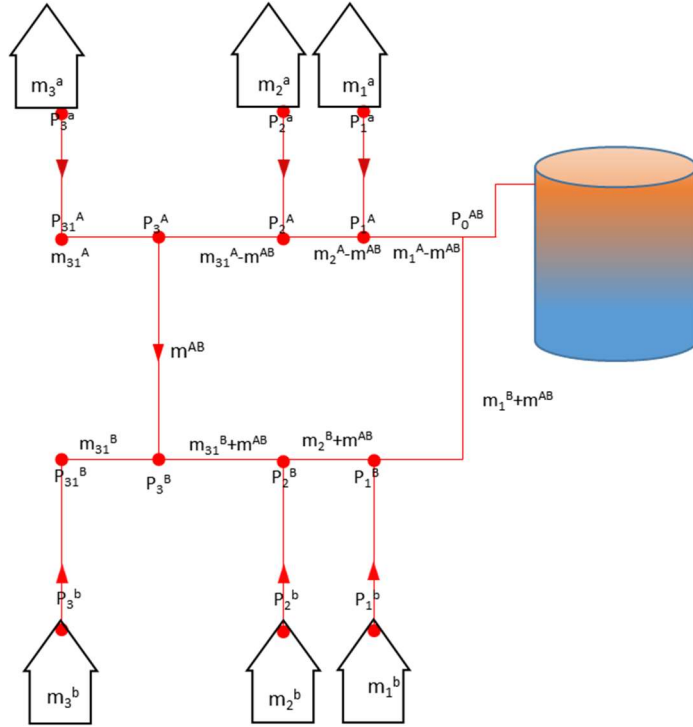 m₃ᵃ
m₂ᵃ
m₁ᵃ
P₃ᵃ
P₂ᵃ
P₁ᵃ
P₃₁ᴬ
P₃ᴬ
P₂ᴬ
P₁ᴬ
P₀ᴬᴮ
m₃₁ᴬ
m₃₁ᴬ-mᴬᴮ
m₂ᴬ-mᴬᴮ
m₁ᴬ-mᴬᴮ
mᴬᴮ
m₁ᴮ+mᴬᴮ
m₃₁ᴮ
m₃₁ᴮ+mᴬᴮ
m₂ᴮ+mᴬᴮ
P₃₁ᴮ
P₃ᴮ
P₂ᴮ
P₁ᴮ
P₃ᵇ
P₂ᵇ
P₁ᵇ
m₃ᵇ
m₂ᵇ
m₁ᵇ